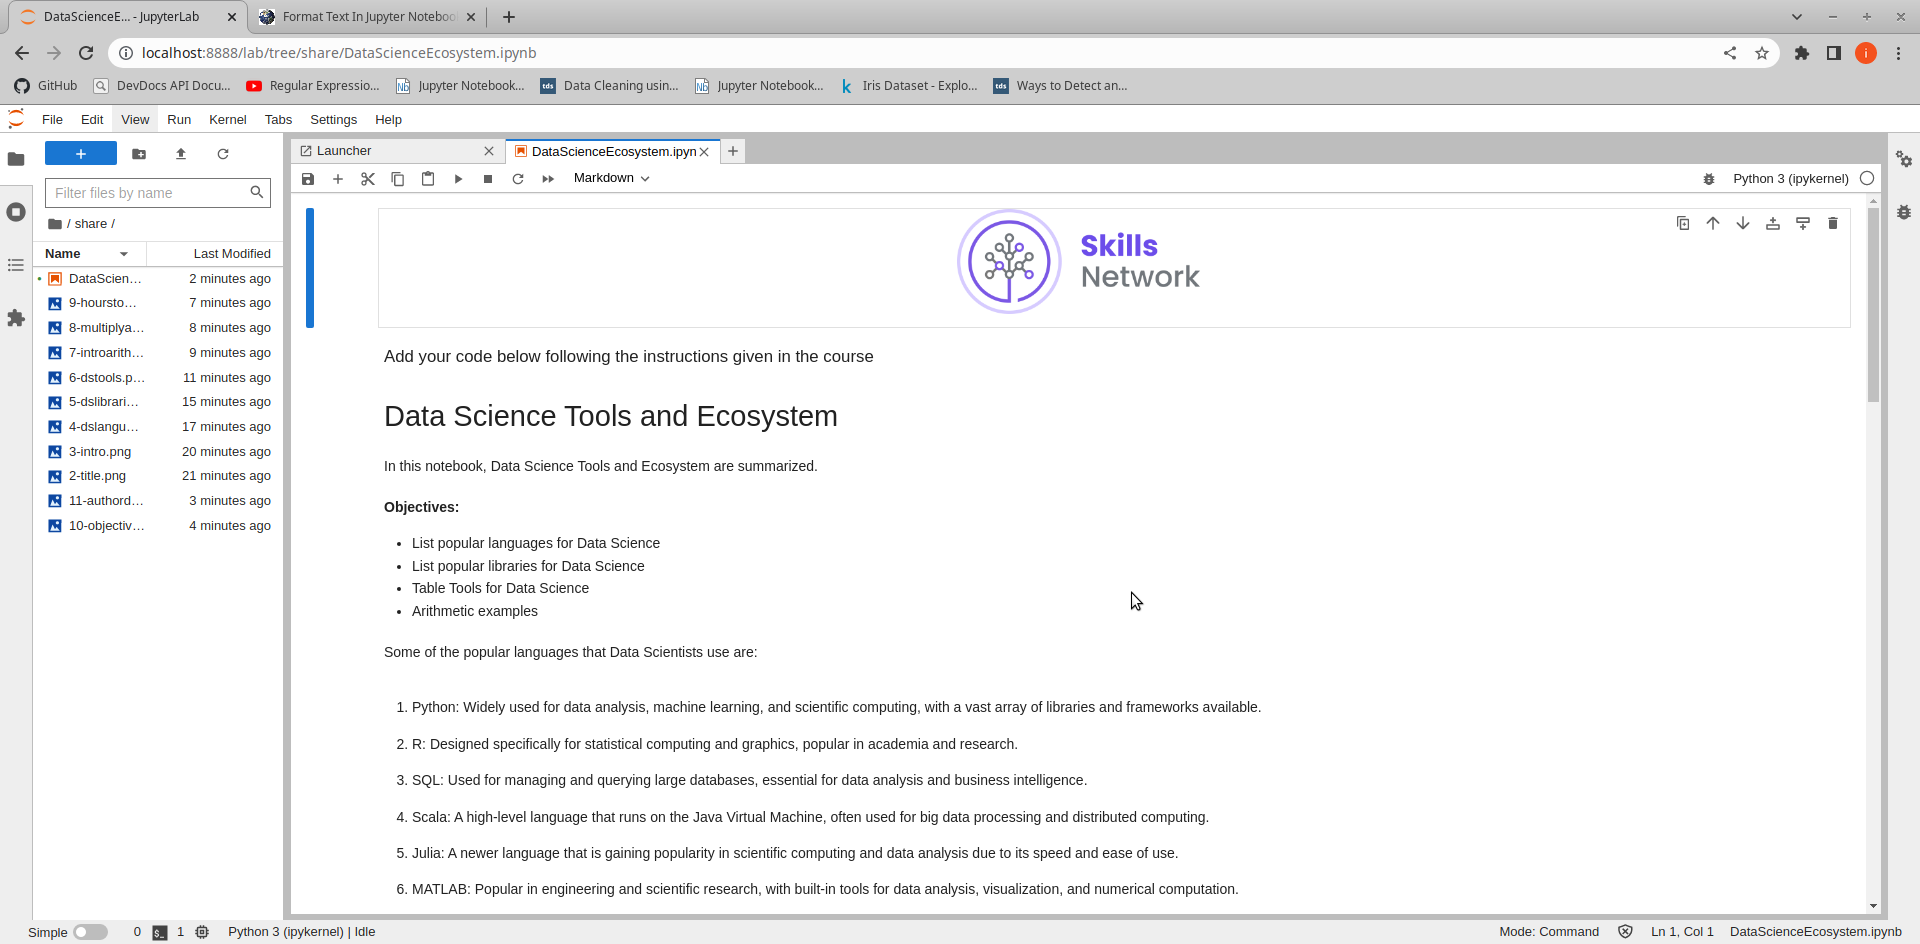 DataScienceE... - JupyterLab
Format Text In Jupyter Noteboo
localhost:8888/lab/tree/share/DataScienceEcosystem.ipynb
i
GitHub
DevDocs API Docu...
Regular Expressio...
Jupyter Notebook...
Data Cleaning usin...
Jupyter Notebook...
Iris Dataset - Explo...
Ways to Detect an...
File Edit View Run Kernel Tabs Settings Help
Filter files by name
/ share /
Name Last Modified
DataScien... 2 minutes ago
9-hoursto... 7 minutes ago
8-multiplya... 8 minutes ago
7-introarith... 9 minutes ago
6-dstools.p... 11 minutes ago
5-dslibrari... 15 minutes ago
4-dslangu... 17 minutes ago
3-intro.png 20 minutes ago
2-title.png 21 minutes ago
11-authord... 3 minutes ago
10-objectiv... 4 minutes ago
Launcher
DataScienceEcosystem.ipyn
Markdown
Python 3 (ipykernel)
Skills
Network
Add your code below following the instructions given in the course
Data Science Tools and Ecosystem
In this notebook, Data Science Tools and Ecosystem are summarized.
Objectives:
• List popular languages for Data Science
• List popular libraries for Data Science
• Table Tools for Data Science
• Arithmetic examples
Some of the popular languages that Data Scientists use are:
1. Python: Widely used for data analysis, machine learning, and scientific computing, with a vast array of libraries and frameworks available.
2. R: Designed specifically for statistical computing and graphics, popular in academia and research.
3. SQL: Used for managing and querying large databases, essential for data analysis and business intelligence.
4. Scala: A high-level language that runs on the Java Virtual Machine, often used for big data processing and distributed computing.
5. Julia: A newer language that is gaining popularity in scientific computing and data analysis due to its speed and ease of use.
6. MATLAB: Popular in engineering and scientific research, with built-in tools for data analysis, visualization, and numerical computation.
Simple 0 1 Python 3 (ipykernel) | Idle
Mode: Command Ln 1, Col 1 DataScienceEcosystem.ipynb